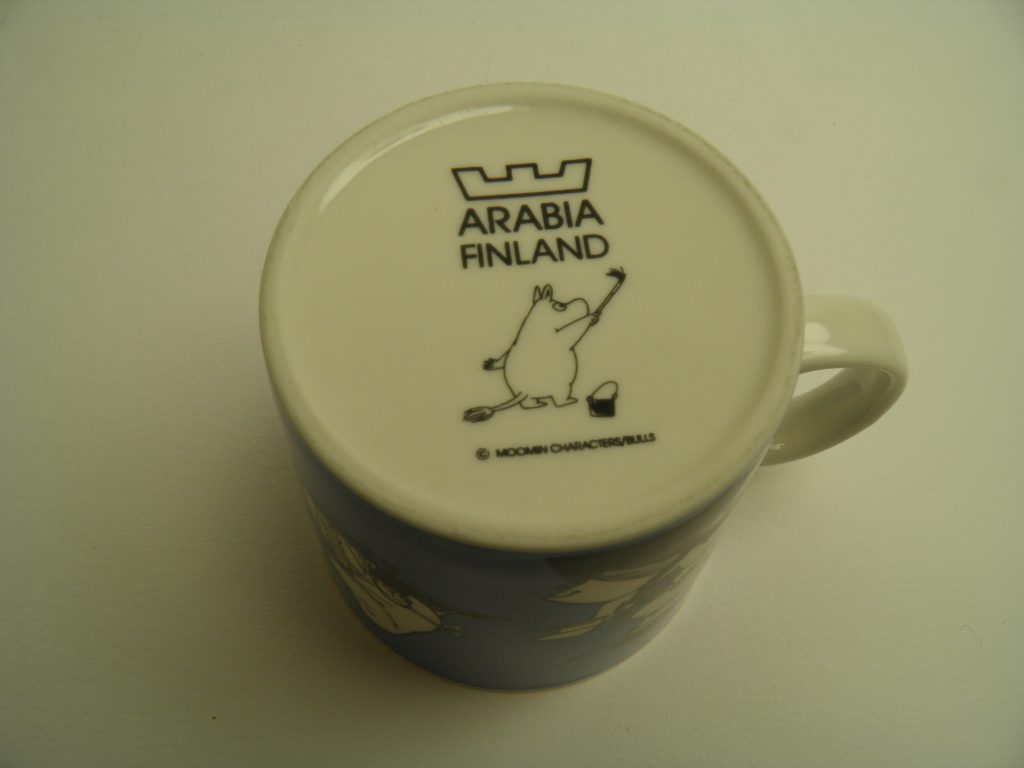 ARABIA
FINLAND
© MOOMIN CHARACTERS/BULLS